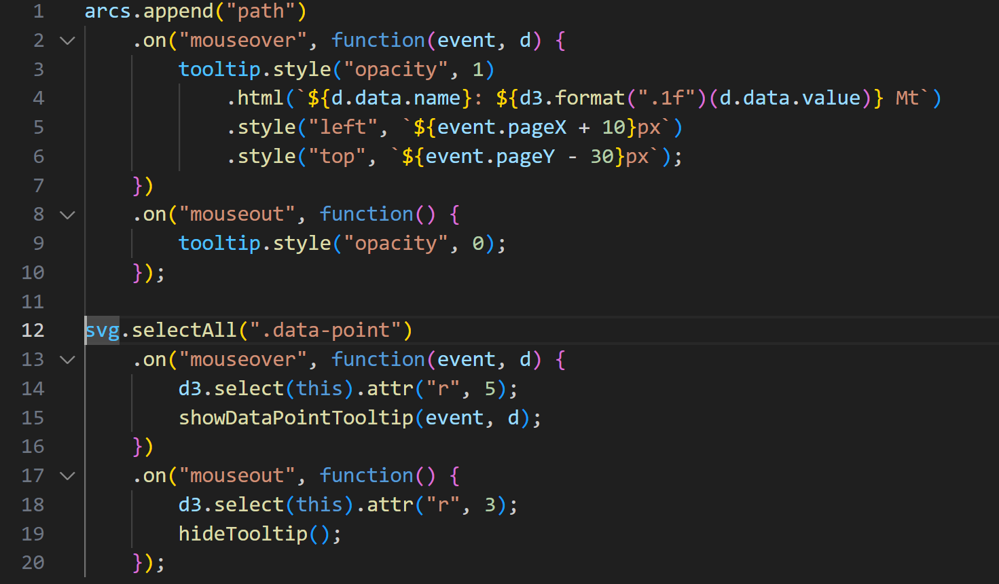 1 arcs.append("path")
2 .on("mouseover", function(event, d) {
3 tooltip.style("opacity", 1)
4 .html(`${d.data.name}: ${d3.format(".1f")(d.data.value)} Mt`)
5 .style("left", `${event.pageX + 10}px`)
6 .style("top", `${event.pageY - 30}px`);
7 })
8 .on("mouseout", function() {
9 tooltip.style("opacity", 0);
10 });
11
12 svg.selectAll(".data-point")
13 .on("mouseover", function(event, d) {
14 d3.select(this).attr("r", 5);
15 showDataPointTooltip(event, d);
16 })
17 .on("mouseout", function() {
18 d3.select(this).attr("r", 3);
19 hideTooltip();
20 });